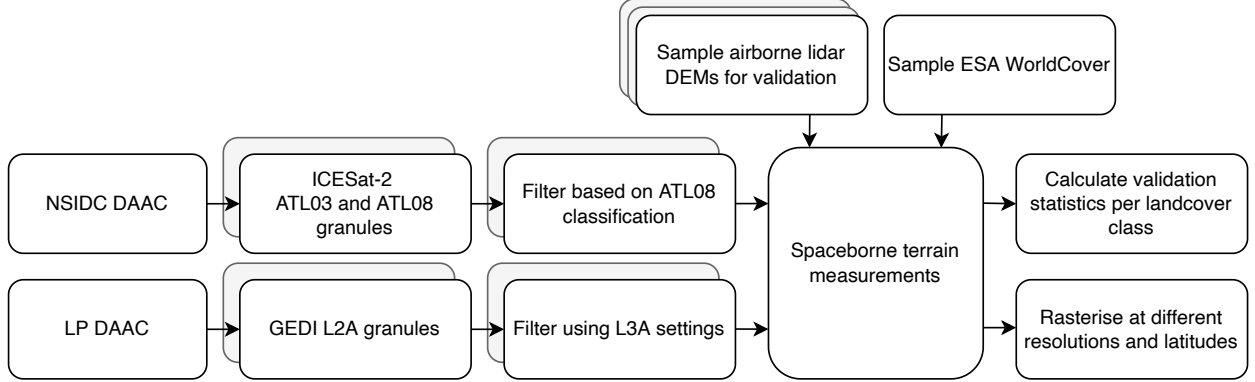 Sample airborne lidar
DEMs for validation
Sample ESA WorldCover
NSIDC DAAC
ICESat-2
ATL03 and ATL08
granules
Filter based on ATL08
classification
Spaceborne terrain
measurements
Calculate validation
statistics per landcover
class
LP DAAC
GEDI L2A granules
Filter using L3A settings
Rasterise at different
resolutions and latitudes